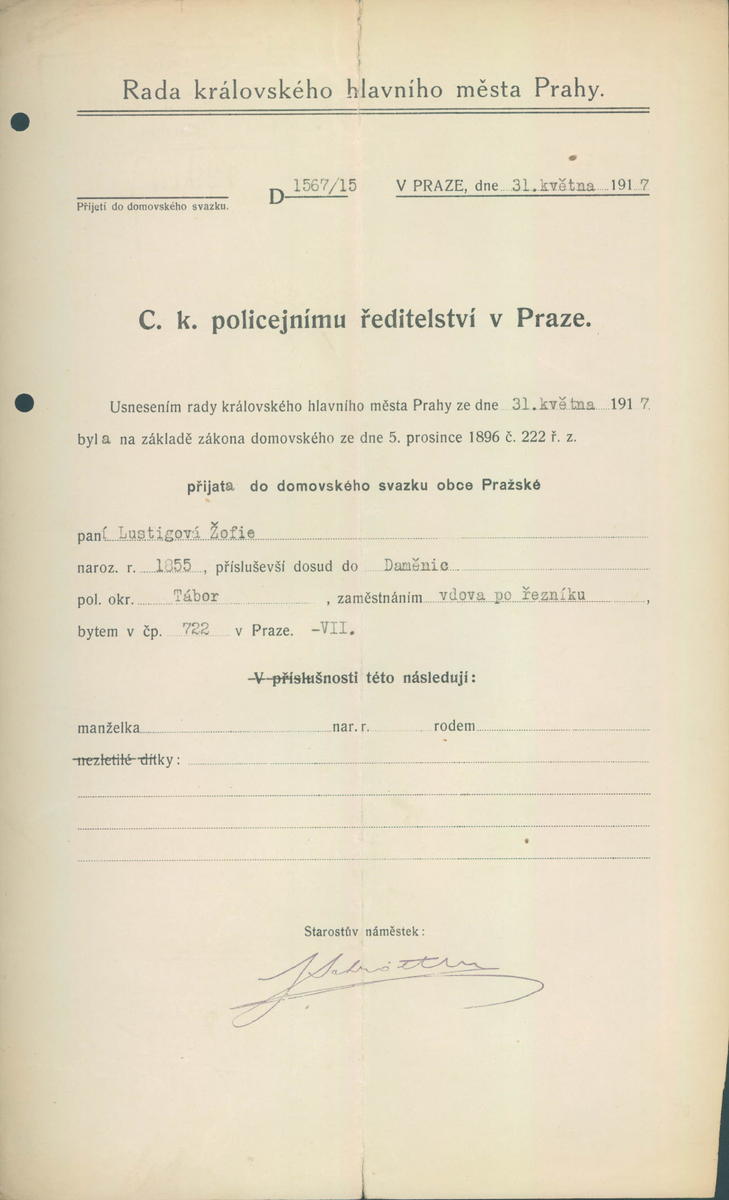 Rada královského hlavního města Prahy.
Přijetí do domovského svazku.
D 1567/15
V PRAZE, dne 31.května 1917
C. k. policejnímu ředitelství v Praze.
Usnesením rady královského hlavního města Prahy ze dne 31.května 1917
byla na základě zákona domovského ze dne 5. prosince 1896 č. 222 ř. z.
přijata do domovského svazku obce Pražské
paní Lustigová Žofie
naroz. r. 1855, přísluševší dosud do Daměnic
pol. okr. Tábor, zaměstnáním vdova po řezníku,
bytem v čp. 722 v Praze. -VII.
V příslušnosti této následují:
manželka nar. r. rodem
nezletilé dítky:
Starostův náměstek: